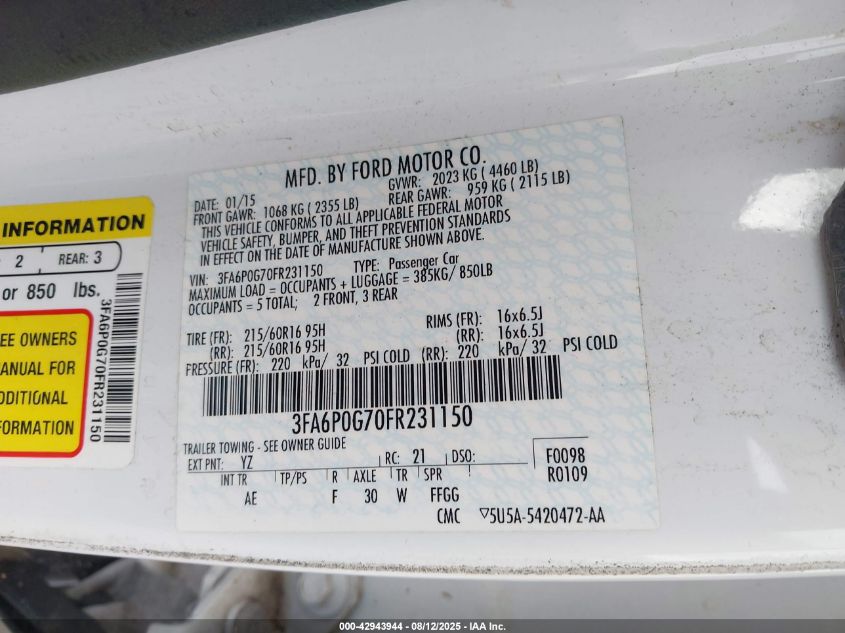 MFD. BY FORD MOTOR CO.
DATE: 01/15 GVWR: 2023 KG ( 4460 LB)
FRONT GAWR: 1068 KG ( 2355 LB) REAR GAWR: 959 KG ( 2115 LB)
THIS VEHICLE CONFORMS TO ALL APPLICABLE FEDERAL MOTOR
VEHICLE SAFETY, BUMPER, AND THEFT PREVENTION STANDARDS
IN EFFECT ON THE DATE OF MANUFACTURE SHOWN ABOVE.
VIN: 3FA6P0G70FR231150 TYPE: Passenger Car
MAXIMUM LOAD = OCCUPANTS + LUGGAGE = 385KG/ 850LB
OCCUPANTS = 5 TOTAL; 2 FRONT, 3 REAR
TIRE (FR): 215/60R16 95H RIMS (FR): 16x6.5J
(RR): 215/60R16 95H (RR): 16x6.5J
PRESSURE (FR): 220 kPa/ 32 PSI COLD (RR): 220 kPa/ 32 PSI COLD
3FA6P0G70FR231150
TRAILER TOWING - SEE OWNER GUIDE
EXT PNT: YZ RC: 21 DSO: F0098
R0109
INT TR TP/PS R AXLE TR SPR
AE F 30 W FFGG
CMC ▽5U5A-5420472-AA
INFORMATION
2 REAR: 3
or 850 lbs.
EE OWNERS
ANUAL FOR
DDITIONAL
FORMATION
3FA6P0G70FR231150
000-42943944 - 08/12/2025 - IAA Inc.